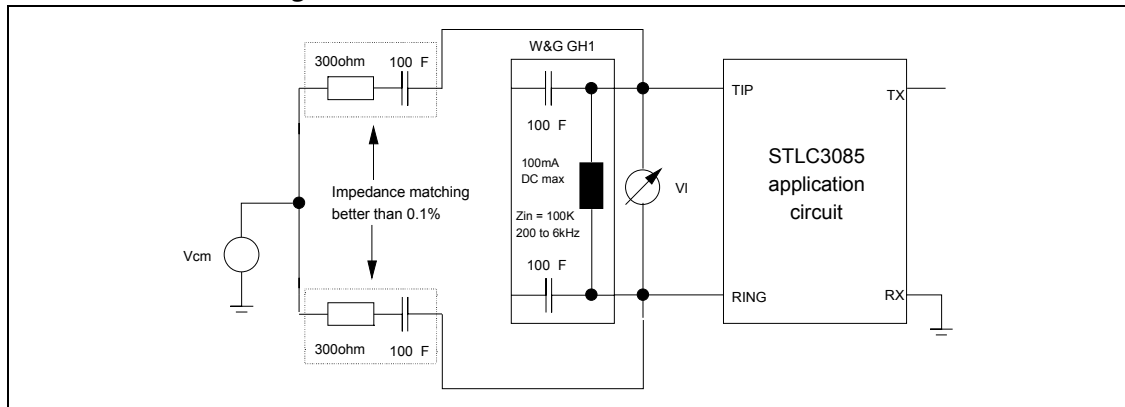 W&G GH1
300ohm
100 F
TIP
TX
100 F
STLC3085
application
circuit
100mA
DC max
Impedance matching
better than 0.1%
Vl
Zin = 100K
200 to 6kHz
Vcm
100 F
RING
RX
300ohm
100 F